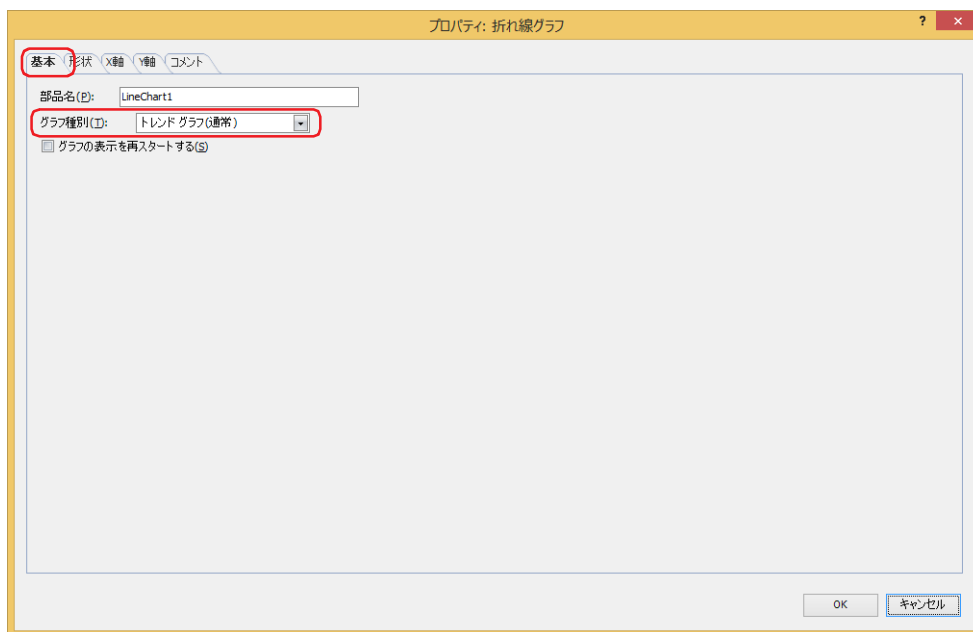 プロパティ: 折れ線グラフ ? ×
基本 形状 X軸 Y軸 コメント
部品名(P): LineChart1
グラフ種別(T): トレンド グラフ(通常)
グラフの表示を再スタートする(S)
OK キャンセル